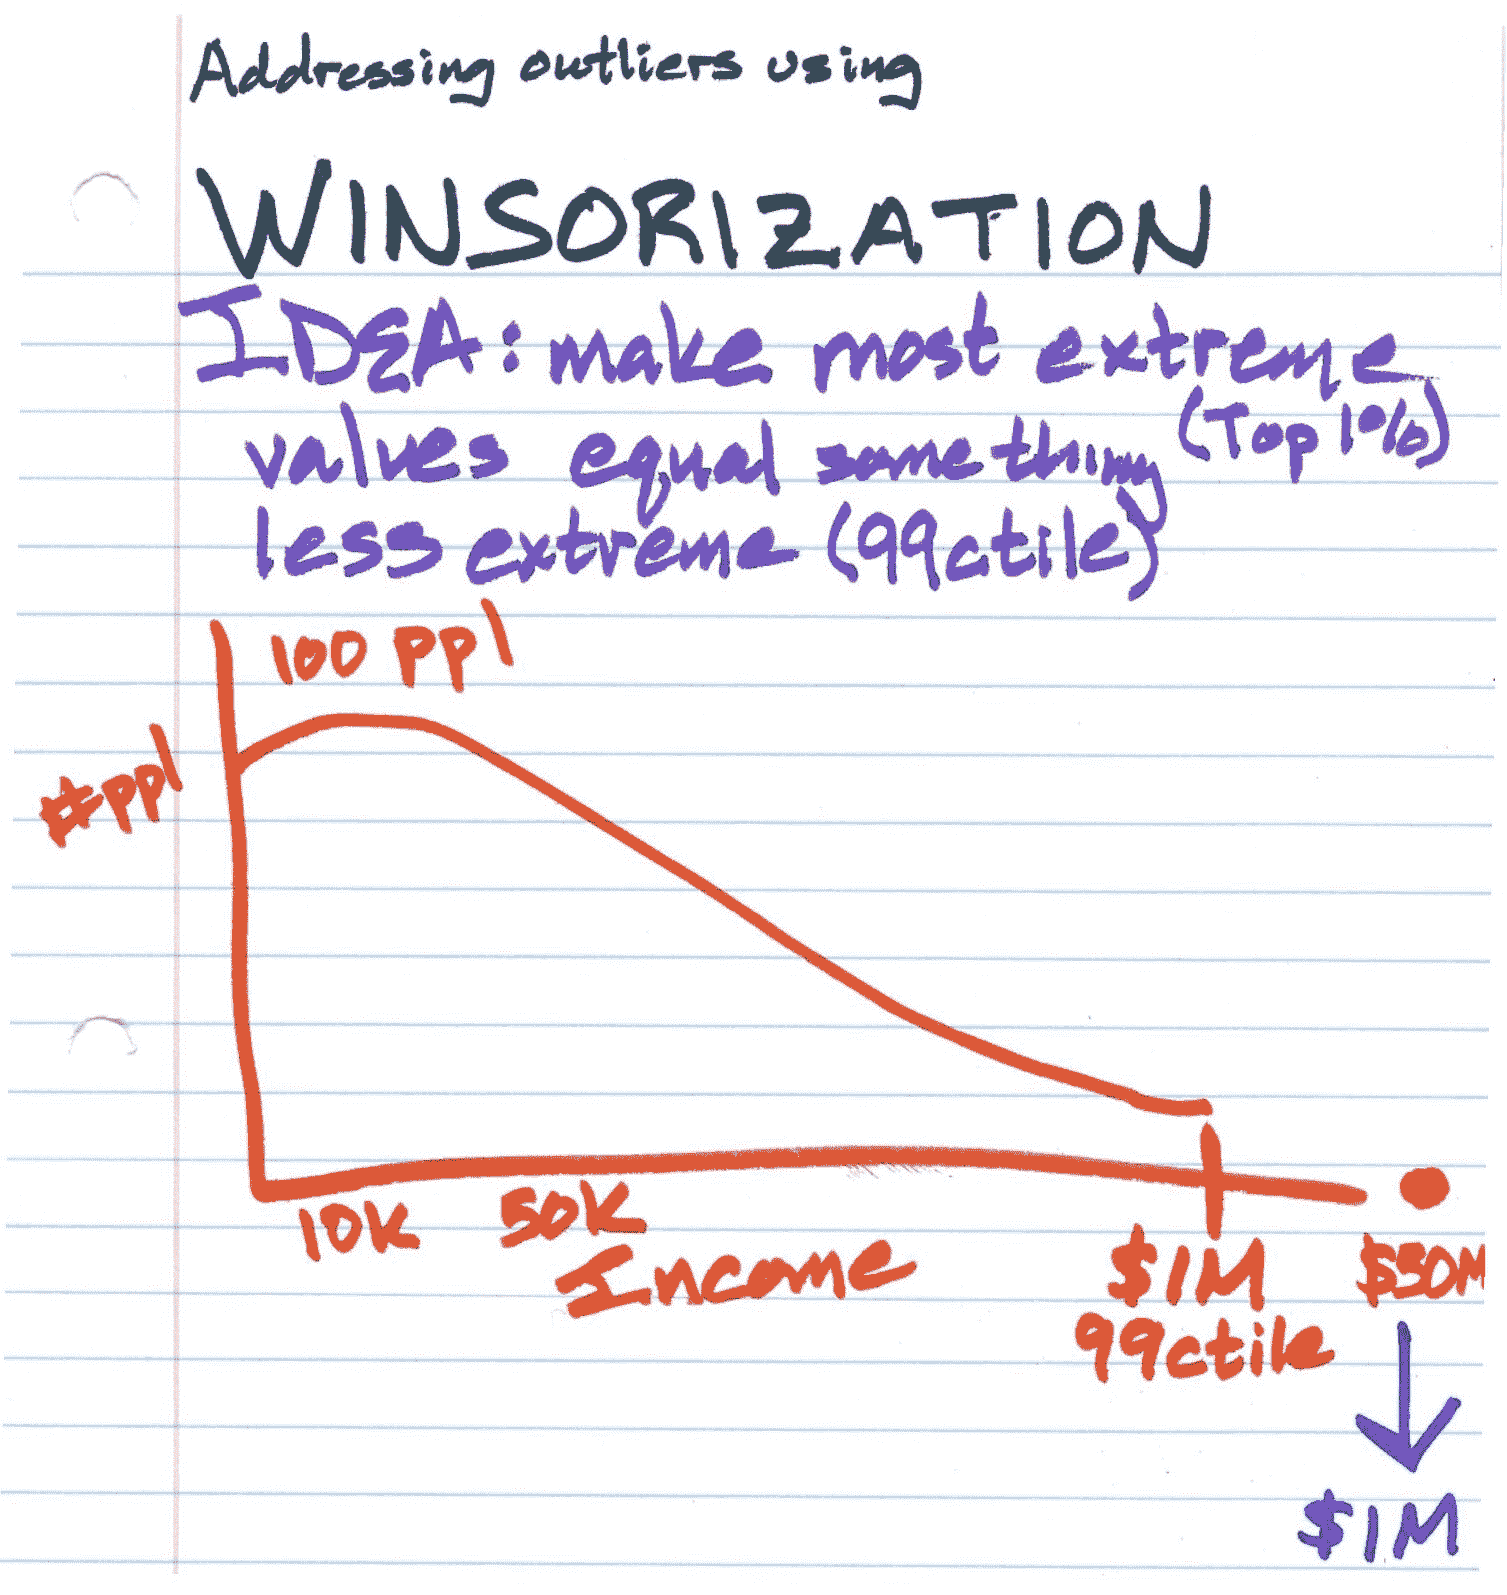 Addressing outliers using
WINSORIZATION
IDEA: make most extreme
(Top 1%)
values equal something
less extreme (99ctile)
100 ppl
#ppl
10K 50K
Income
$1M $50M
99ctile
$1M